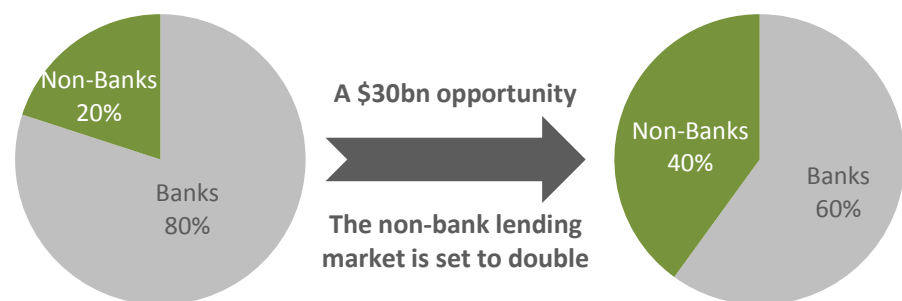 Non-Banks
20%
Banks
80%
A $30bn opportunity
The non-bank lending
market is set to double
Non-Banks
40%
Banks
60%